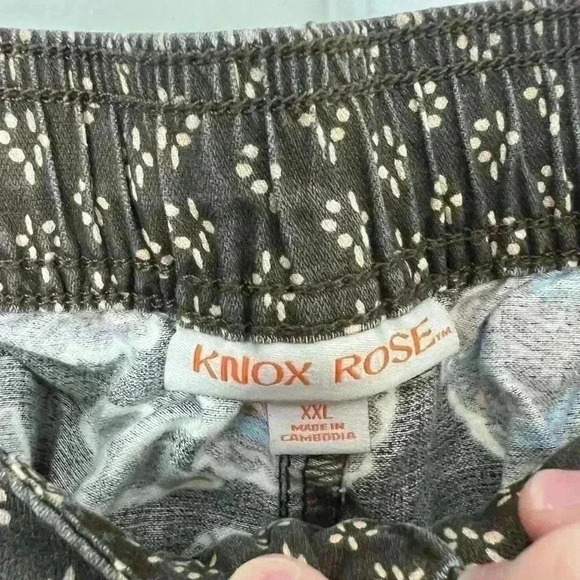 KNOX ROSE™
XXL
MADE IN
CAMBODIA